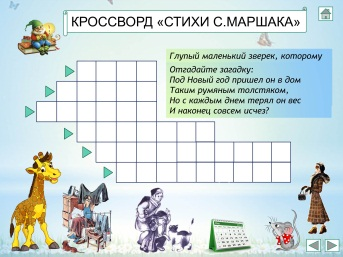 КРОССВОРД «СТИХИ С.МАРШАКА»
Глупый маленький зверек, которому
Отгадайте загадку:
Под Новый год пришел он в дом
Таким румяным толстяком,
Но с каждым днем терял он вес
И наконец совсем исчез?